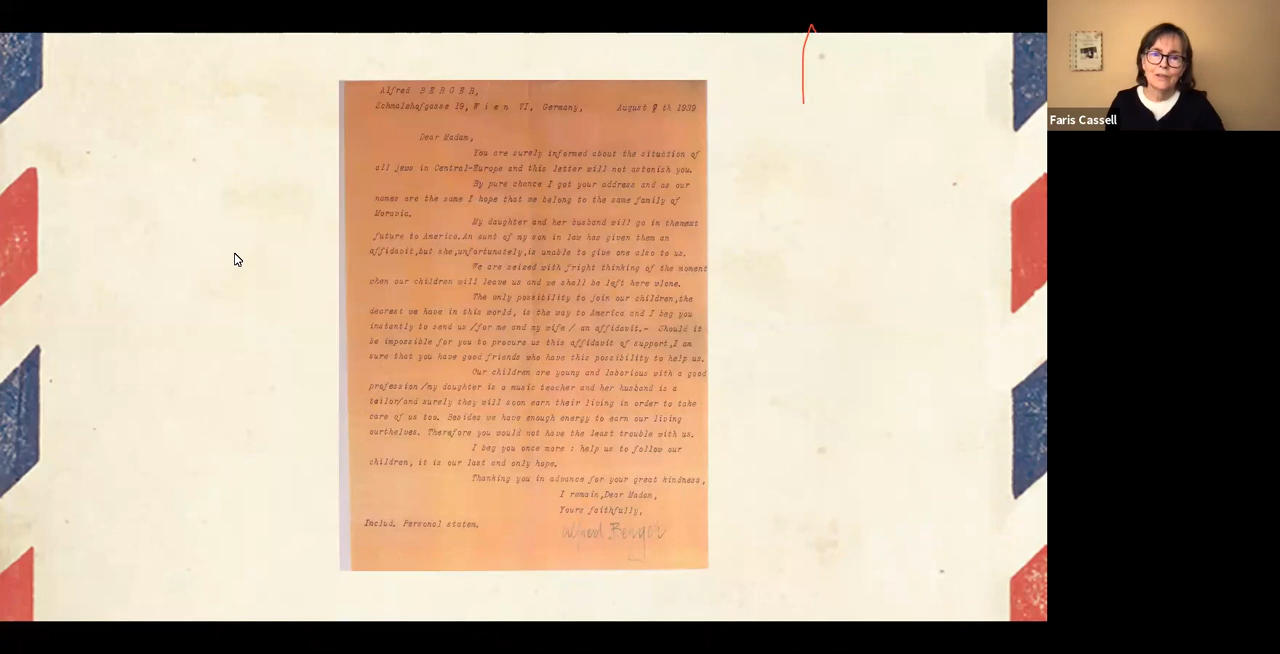 Alfred B E R G E R,
Schmalzhofgasse 19, W i e n VI, Germany, August 9 th 1939
Dear Madam,
You are surely informed about the situation of
all jews in Central-Europe and this letter will not astonish you.
By pure chance I got your address and as our
names are the same I hope that we belong to the same family of
Moravia.
My daughter and her husband will go in thenext
future to America.An aunt of my son in law has given them an
affidavit,but she,unfortunately,is unable to give one also to us.
We are seized with fright thinking of the moment
when our children will leave us and we shall be left here alone.
The only possibility to join our children,the
dearest we have in this world, is the way to America and I beg you
instantly to send us /for me and my wife / an affidavit.- Should it
be impossible for you to procure us this affidavit of support,I am
sure that you have good friends who have this possibility to help us.
Our children are young and laborious with a good
profession/my daughter is a music teacher and her husband is a
tailor/and surely they will soon earn their living in order to take
care of us too. Besides we have enough energy to earn our living
ourthelves. Therefore you would not have the least trouble with us.
I beg you once more : help us to follow our
children, it is our last and only hope.
Thanking you in advance for your great kindness,
I remain,Dear Madam,
Yours faithfully,
Includ. Personal statem.
Alfred Berger
Faris Cassell